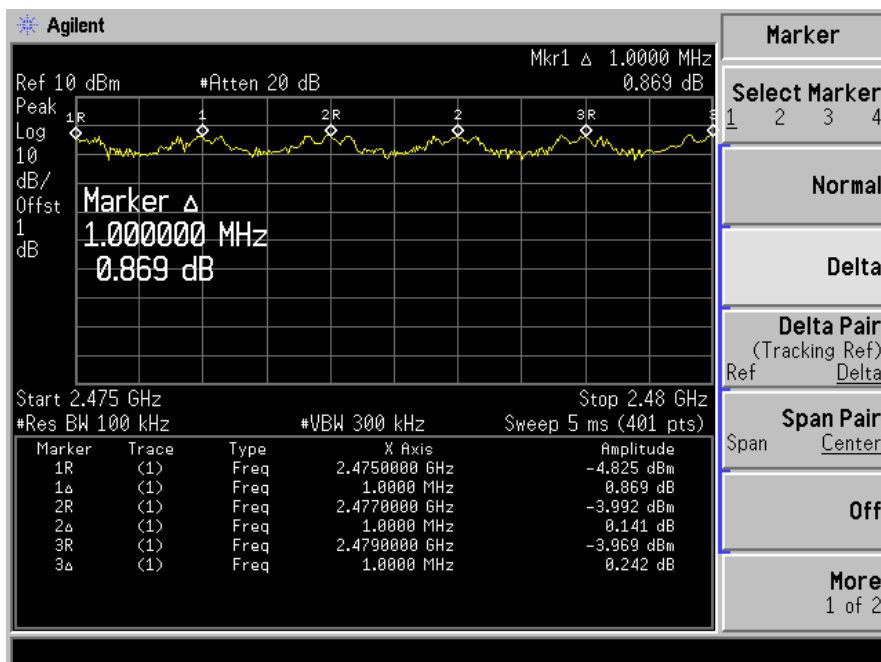 Agilent
Marker
Mkr1 Δ 1.0000 MHz
Ref 10 dBm #Atten 20 dB 0.869 dB
Peak
Log
10
dB/
Offst
1
dB
1R 1 2R 2 3R 3
Marker Δ
1.000000 MHz
0.869 dB
Start 2.475 GHz Stop 2.48 GHz
#Res BW 100 kHz #VBW 300 kHz Sweep 5 ms (401 pts)
Marker Trace Type X Axis Amplitude
1R (1) Freq 2.4750000 GHz -4.825 dBm
1Δ (1) Freq 1.0000 MHz 0.869 dB
2R (1) Freq 2.4770000 GHz -3.992 dBm
2Δ (1) Freq 1.0000 MHz 0.141 dB
3R (1) Freq 2.4790000 GHz -3.969 dBm
3Δ (1) Freq 1.0000 MHz 0.242 dB
Select Marker
1 2 3 4
Normal
Delta
Delta Pair
(Tracking Ref)
Ref Delta
Span Pair
Span Center
Off
More
1 of 2